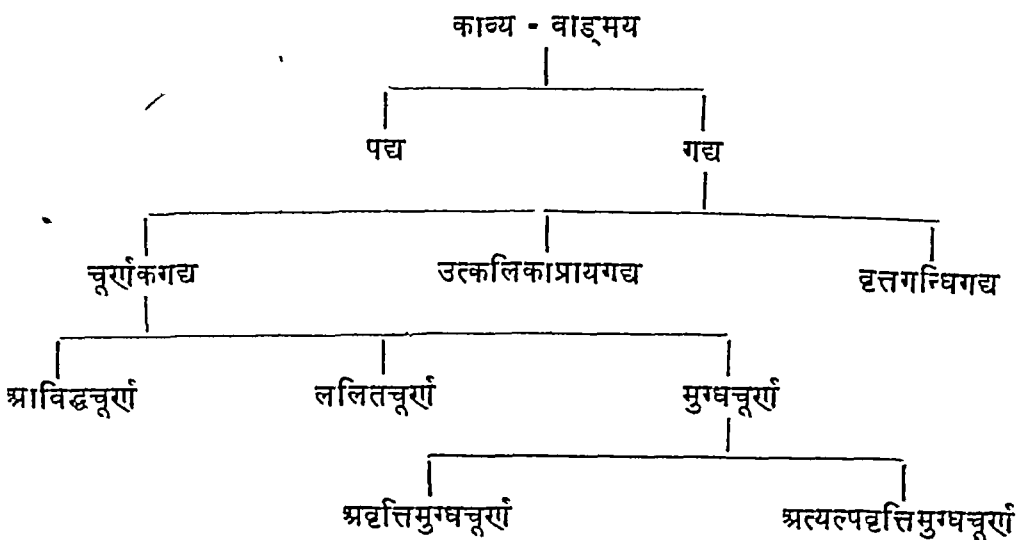 काव्य - वाङ्मय
पद्य गद्य
चूर्णकगद्य उत्कलिकाप्रायगद्य वृत्तगन्धिगद्य
आविद्धचूर्ण ललितचूर्ण मुग्धचूर्ण
अवृत्तिमुग्धचूर्ण अत्यल्पवृत्तिमुग्धचूर्ण